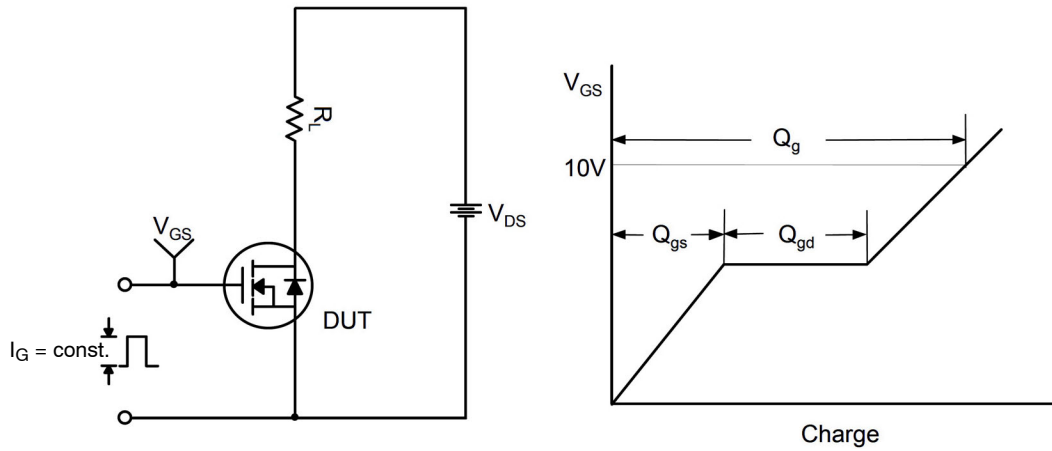 R_L
V_DS
V_GS
DUT
I_G = const.
V_GS
Q_g
10V
Q_gs
Q_gd
Charge